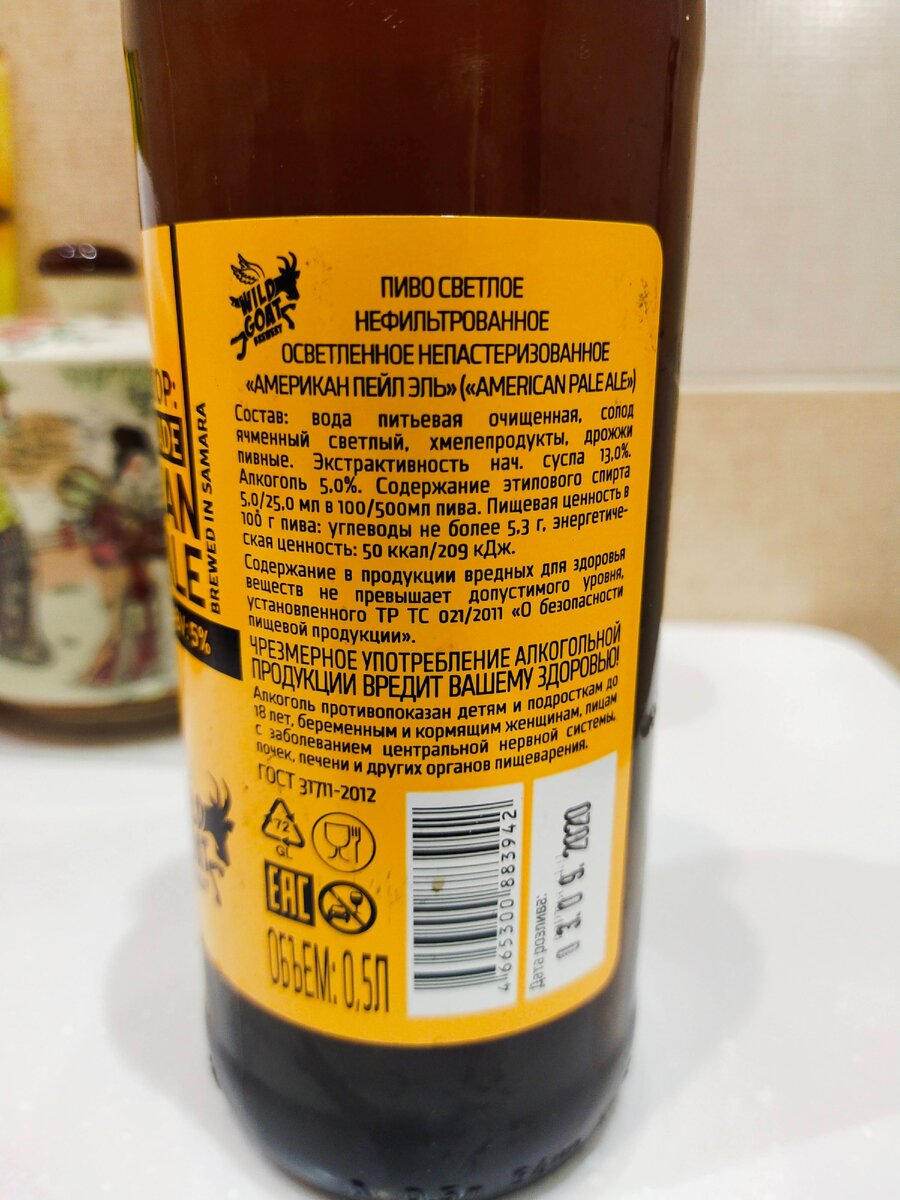 WILD
GOAT
BREWERY
ПИВО СВЕТЛОЕ
НЕФИЛЬТРОВАННОЕ
ОСВЕТЛЕННОЕ НЕПАСТЕРИЗОВАННОЕ
«АМЕРИКАН ПЕЙЛ ЭЛЬ» («AMERICAN PALE ALE»)
Состав: вода питьевая очищенная, солод
ячменный светлый, хмелепродукты, дрожжи
пивные. Экстрактивность нач. сусла 13,0%.
Алкоголь 5.0%. Содержание этилового спирта
5,0/25,0 мл в 100/500мл пива. Пищевая ценность в
100 г пива: углеводы не более 5,3 г, энергетиче-
ская ценность: 50 ккал/209 кДж.
Содержание в продукции вредных для здоровья
веществ не превышает допустимого уровня,
установленного ТР ТС 021/2011 «О безопасности
пищевой продукции».
ЧРЕЗМЕРНОЕ УПОТРЕБЛЕНИЕ АЛКОГОЛЬНОЙ
ПРОДУКЦИИ ВРЕДИТ ВАШЕМУ ЗДОРОВЬЮ!
Алкоголь противопоказан детям и подросткам до
18 лет, беременным и кормящим женщинам, лицам
с заболеванием центральной нервной системы,
почек, печени и других органов пищеварения.
ГОСТ 31711-2012
72
GL
EAC
ОБЪЕМ: 0,5Л
4665300883942
Дата розлива:
03.09.2020
BREWED IN SAMARA
5%